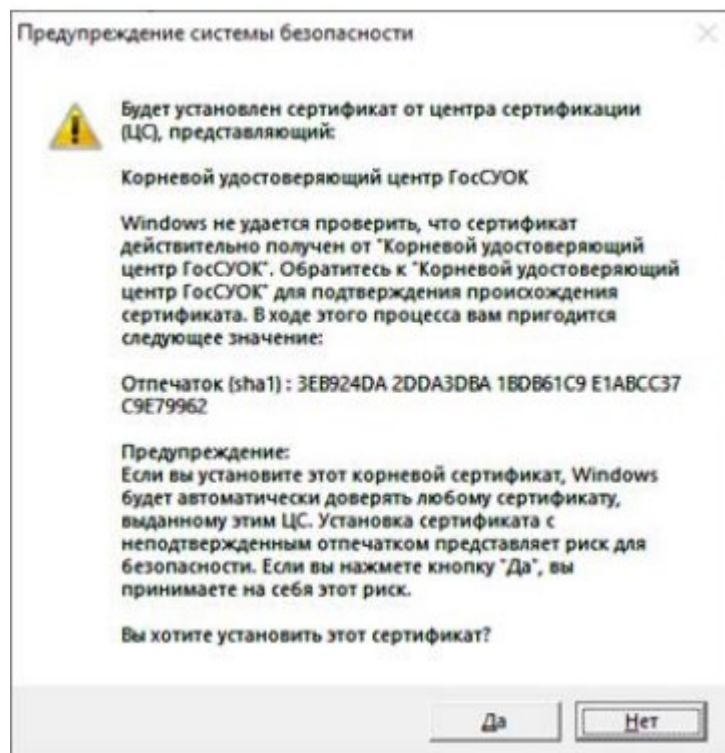 Предупреждение системы безопасности
Будет установлен сертификат от центра сертификации
(ЦС), представляющий:
Корневой удостоверяющий центр ГосСУОК
Windows не удается проверить, что сертификат
действительно получен от "Корневой удостоверяющий
центр ГосСУОК". Обратитесь к "Корневой удостоверяющий
центр ГосСУОК" для подтверждения происхождения
сертификата. В ходе этого процесса вам пригодится
следующее значение:
Отпечаток (sha1) : 3EB924DA 2DDA3DBA 1BDB61C9 E1ABCC37
C9E79962
Предупреждение:
Если вы установите этот корневой сертификат, Windows
будет автоматически доверять любому сертификату,
выданному этим ЦС. Установка сертификата с
неподтвержденным отпечатком представляет риск для
безопасности. Если вы нажмете кнопку "Да", вы
принимаете на себя этот риск.
Вы хотите установить этот сертификат?
Да Нет